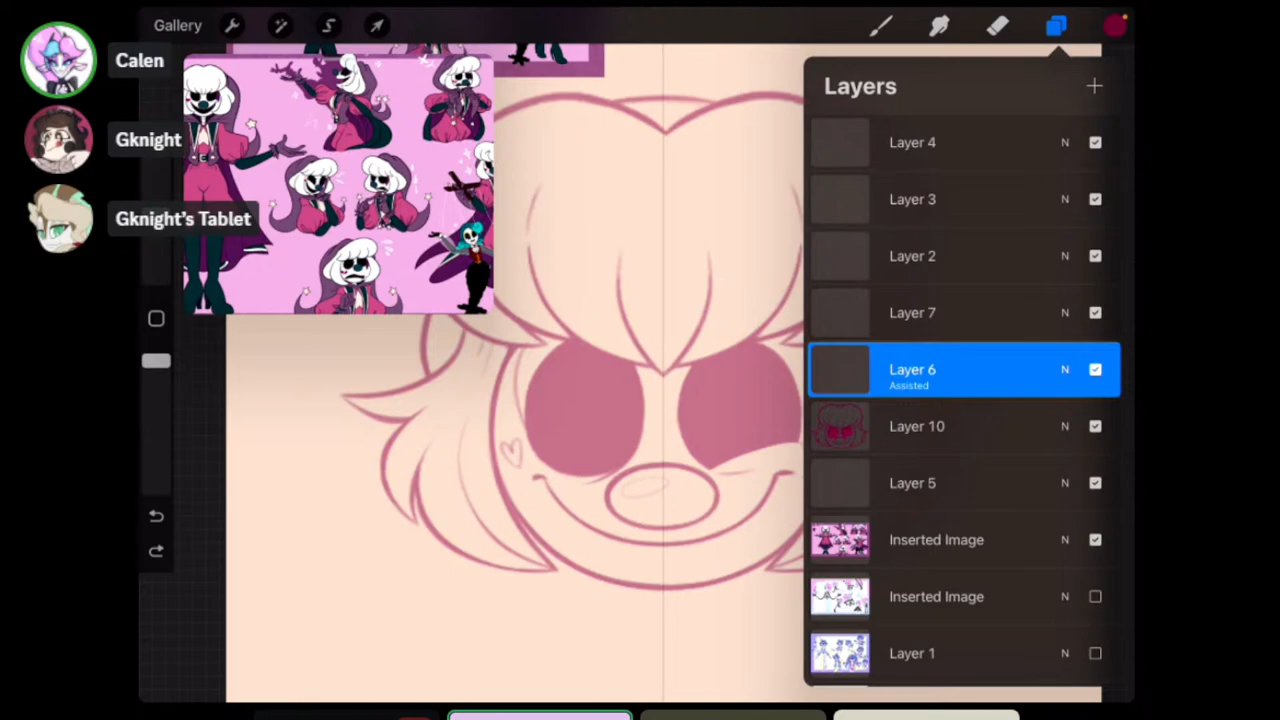 Gallery
Calen
Gknight
Gknight's Tablet
Layers
Layer 4 N
Layer 3 N
Layer 2 N
Layer 7 N
Layer 6 N
Assisted
Layer 10 N
Layer 5 N
Inserted Image N
Inserted Image N
Layer 1 N